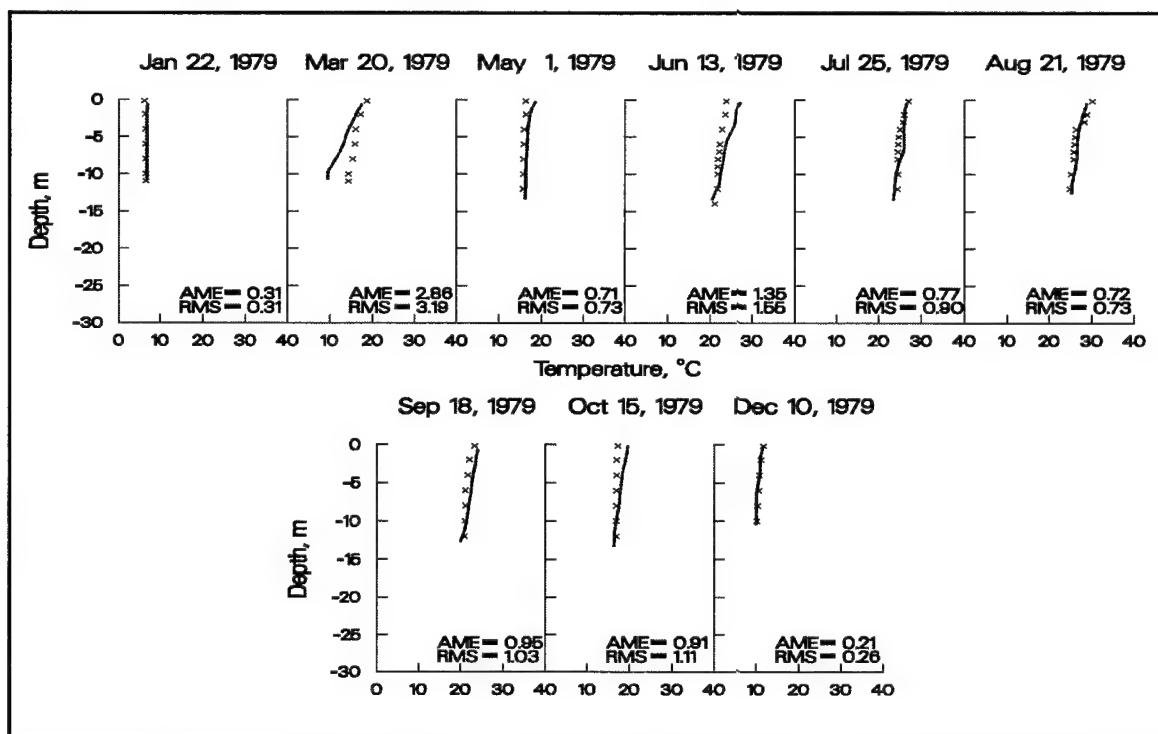 Jan 22, 1979 Mar 20, 1979 May 1, 1979 Jun 13, 1979 Jul 25, 1979 Aug 21, 1979
0
-5
-10
-15
-20
-25
-30
Depth, m
AME= 0.31 AME= 2.86 AME= 0.71 AME= 1.35 AME= 0.77 AME= 0.72
RMS= 0.31 RMS= 3.19 RMS= 0.73 RMS= 1.55 RMS= 0.90 RMS= 0.73
0 10 20 30 0 10 20 30 0 10 20 30 40 10 20 30 40 10 20 30 40 10 20 30 40
Temperature, °C
Sep 18, 1979 Oct 15, 1979 Dec 10, 1979
0
-5
-10
-15
-20
-25
-30
Depth, m
AME= 0.95 AME= 0.91 AME= 0.21
RMS= 1.03 RMS= 1.11 RMS= 0.26
0 10 20 30 0 10 20 30 40 10 20 30 40